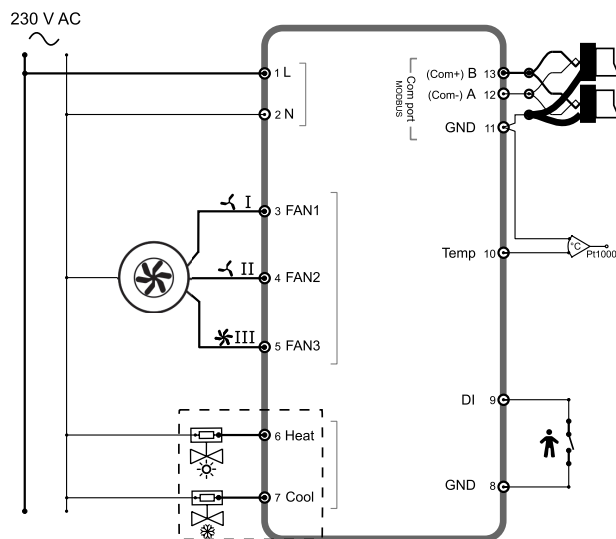 230 V AC
1 L
2 N
I
3 FAN1
II
4 FAN2
III
5 FAN3
6 Heat
7 Cool
(Com+) B 13
(Com-) A 12
Com port
MODBUS
GND 11
Temp 10
°C
Pt1000
DI 9
GND 8